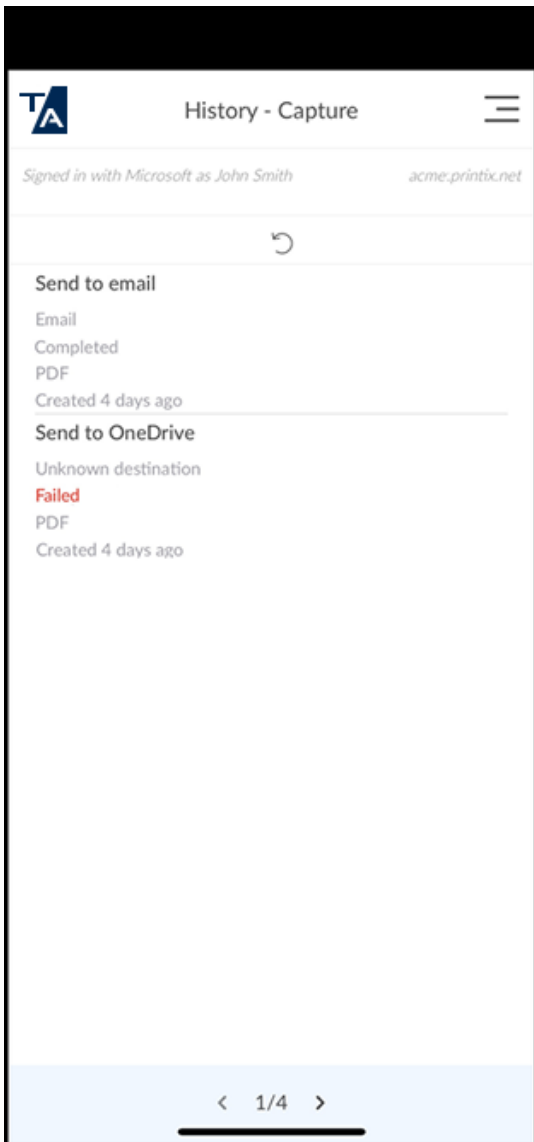 TA
History - Capture
Signed in with Microsoft as John Smith acme.printix.net
Send to email
Email
Completed
PDF
Created 4 days ago
Send to OneDrive
Unknown destination
Failed
PDF
Created 4 days ago
< 1/4 >